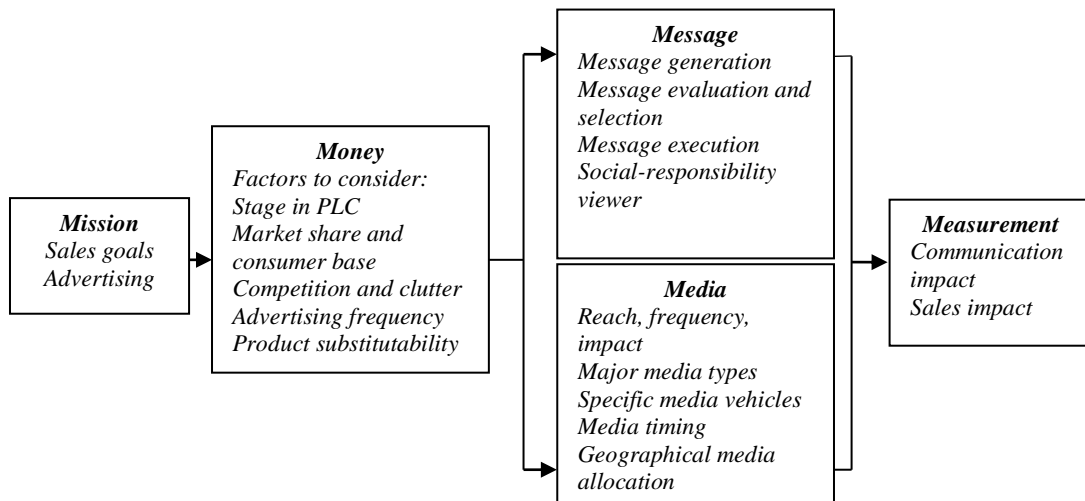 Mission
Sales goals
Advertising
Money
Factors to consider:
Stage in PLC
Market share and
consumer base
Competition and clutter
Advertising frequency
Product substitutability
Message
Message generation
Message evaluation and
selection
Message execution
Social-responsibility
viewer
Media
Reach, frequency,
impact
Major media types
Specific media vehicles
Media timing
Geographical media
allocation
Measurement
Communication
impact
Sales impact